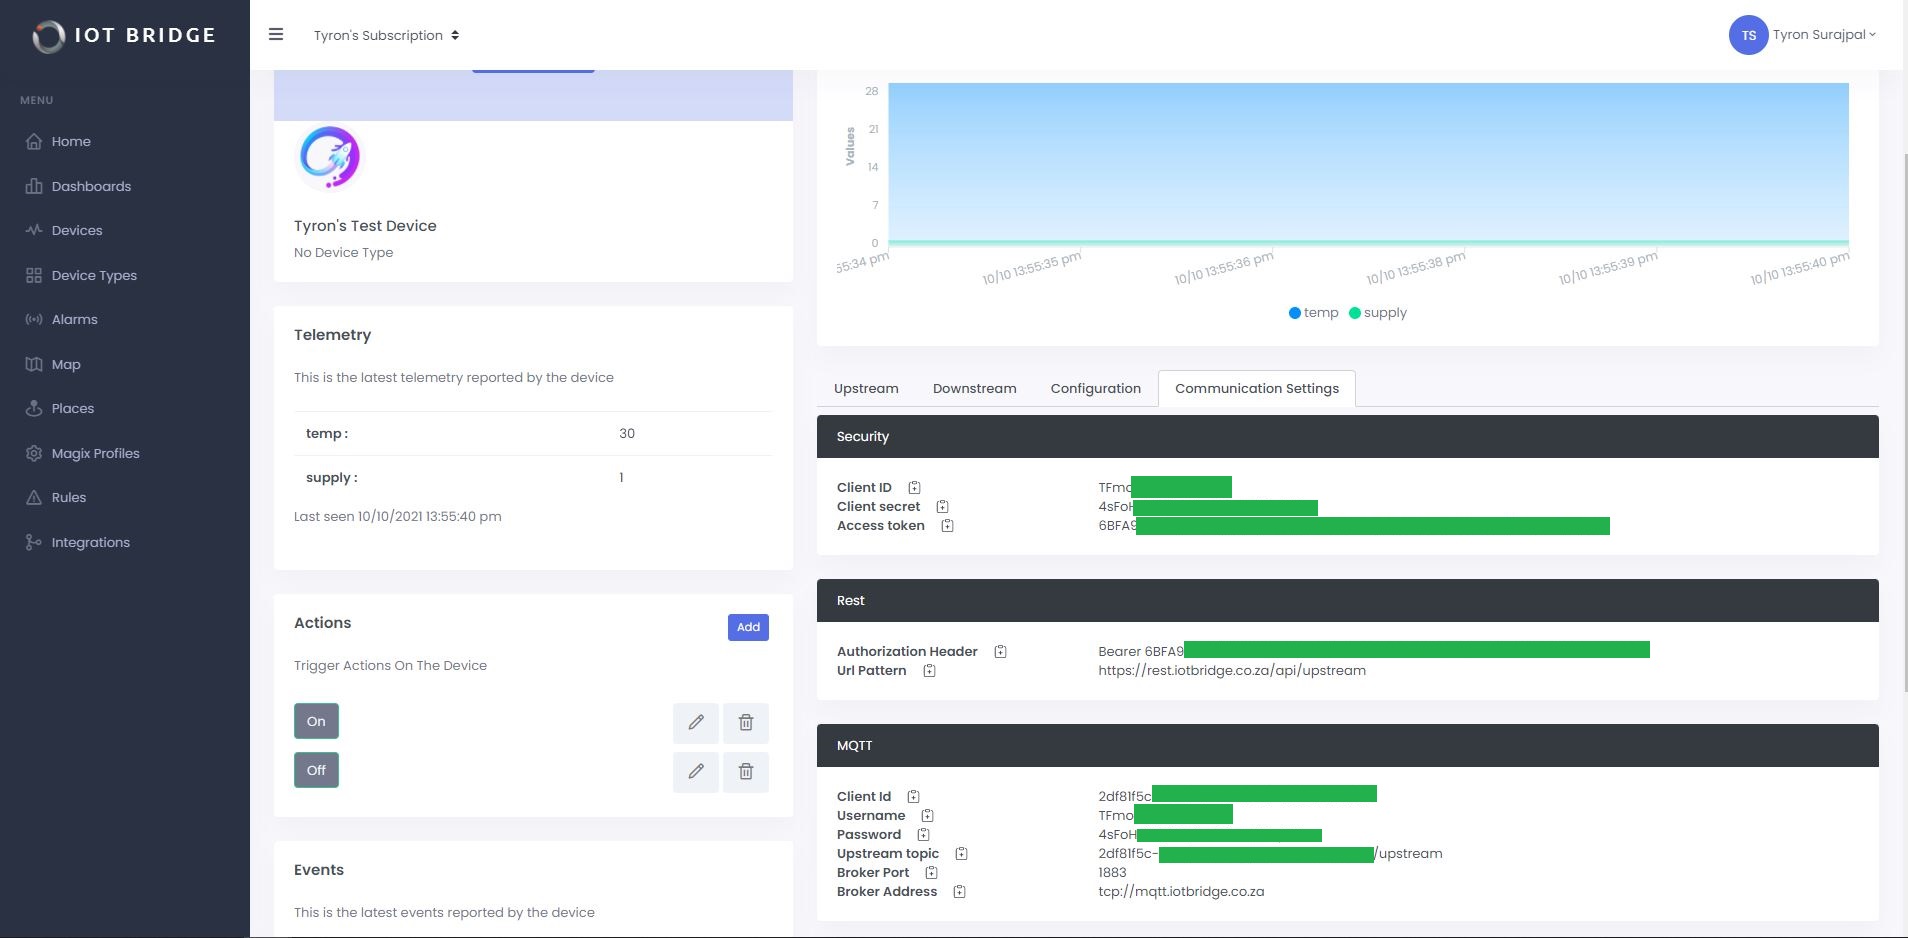 IOT BRIDGE
Tyron's Subscription
TS
Tyron Surajpal
MENU
Home
Dashboards
Devices
Device Types
Alarms
Map
Places
Magix Profiles
Rules
Integrations
Tyron's Test Device
No Device Type
Telemetry
This is the latest telemetry reported by the device
temp : 30
supply : 1
Last seen 10/10/2021 13:55:40 pm
Actions
Add
Trigger Actions On The Device
On
Off
Events
This is the latest events reported by the device
Values
28
21
14
7
0
55:34 pm 10/10 13:55:35 pm 10/10 13:55:36 pm 10/10 13:55:38 pm 10/10 13:55:39 pm 10/10 13:55:40 pm
temp supply
Upstream Downstream Configuration Communication Settings
Security
Client ID TFmo
Client secret 4sFoH
Access token 6BFA9
Rest
Authorization Header Bearer 6BFA9
Url Pattern https://rest.iotbridge.co.za/api/upstream
MQTT
Client Id 2df81f5c
Username TFmo
Password 4sFoH
Upstream topic 2df81f5c- /upstream
Broker Port 1883
Broker Address tcp://mqtt.iotbridge.co.za